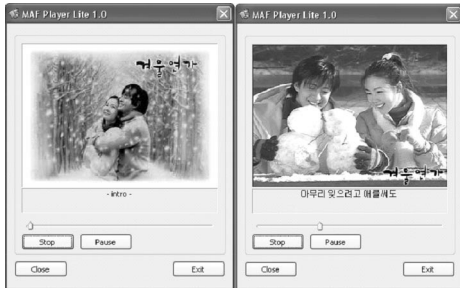 MAF Player Lite 1.0
겨울연가
- intro -
Stop
Pause
Close
Exit
MAF Player Lite 1.0
겨울연가
아무리 잊으려고 애를써도
Stop
Pause
Close
Exit